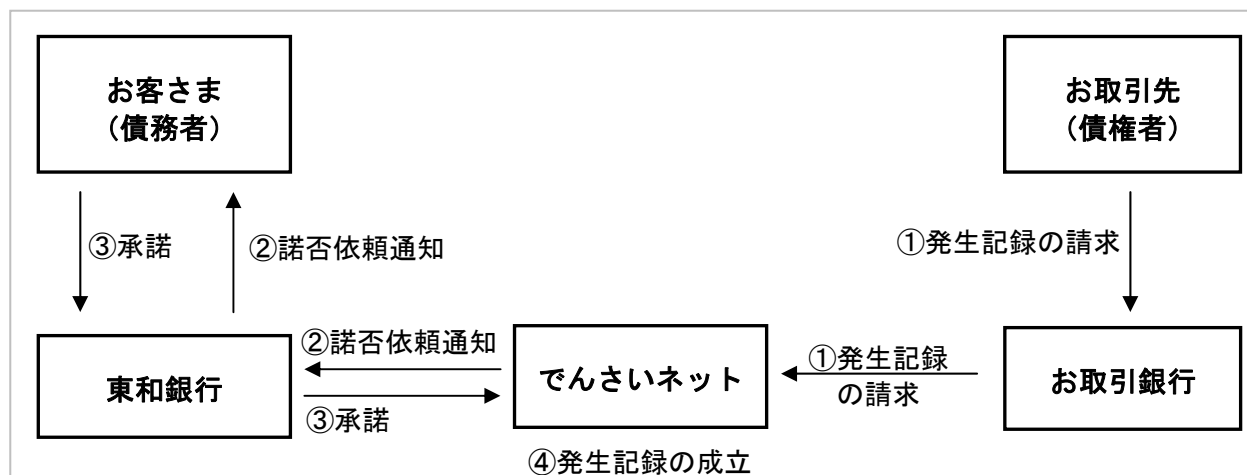 お客さま
（債務者）
お取引先
（債権者）
③承諾
②諾否依頼通知
①発生記録の請求
東和銀行
②諾否依頼通知
③承諾
でんさいネット
①発生記録
の請求
お取引銀行
④発生記録の成立